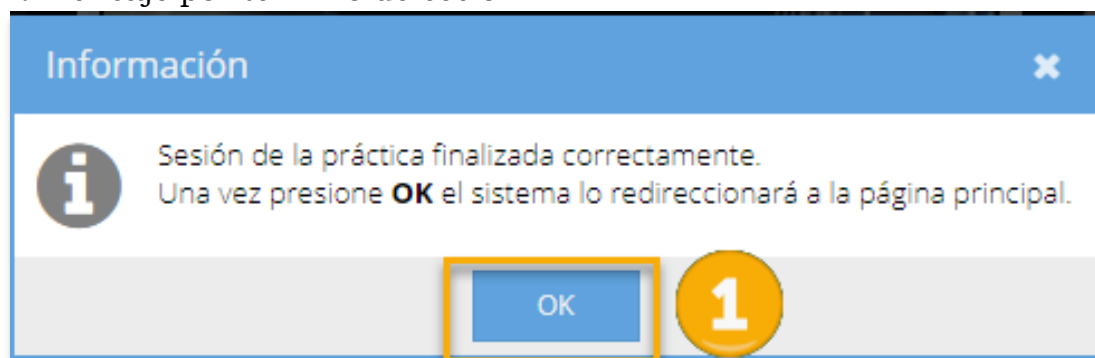 Información
Sesión de la práctica finalizada correctamente.
Una vez presione OK el sistema lo redireccionará a la página principal.
OK
1